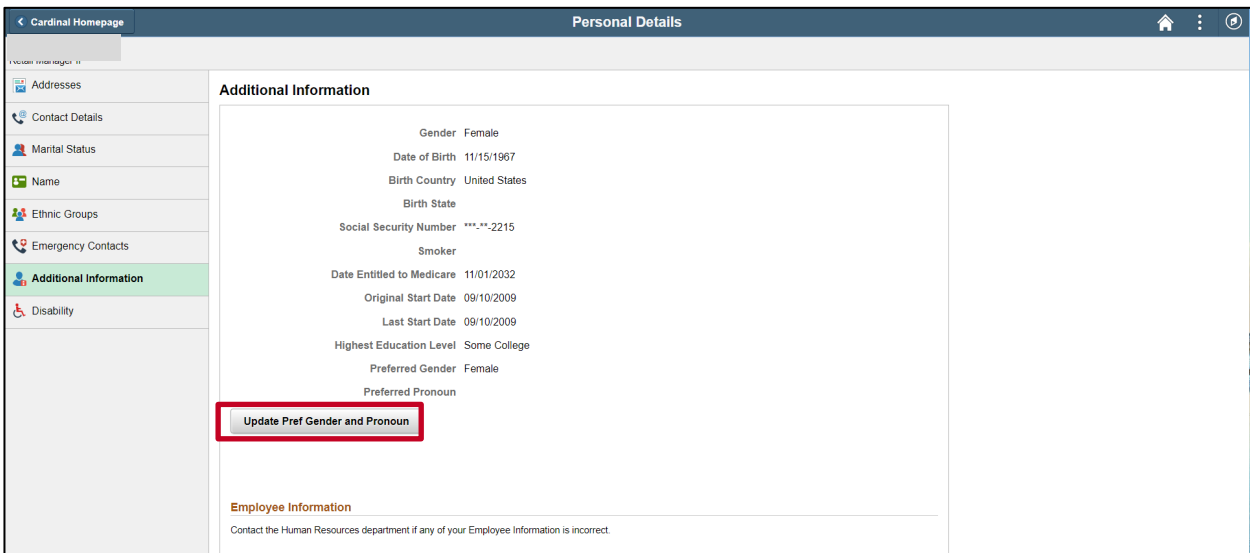 Cardinal Homepage
Personal Details
Retail Manager II
Addresses
Contact Details
Marital Status
Name
Ethnic Groups
Emergency Contacts
Additional Information
Disability
Additional Information
Gender Female
Date of Birth 11/15/1967
Birth Country United States
Birth State
Social Security Number ***-**-2215
Smoker
Date Entitled to Medicare 11/01/2032
Original Start Date 09/10/2009
Last Start Date 09/10/2009
Highest Education Level Some College
Preferred Gender Female
Preferred Pronoun
Update Pref Gender and Pronoun
Employee Information
Contact the Human Resources department if any of your Employee Information is incorrect.